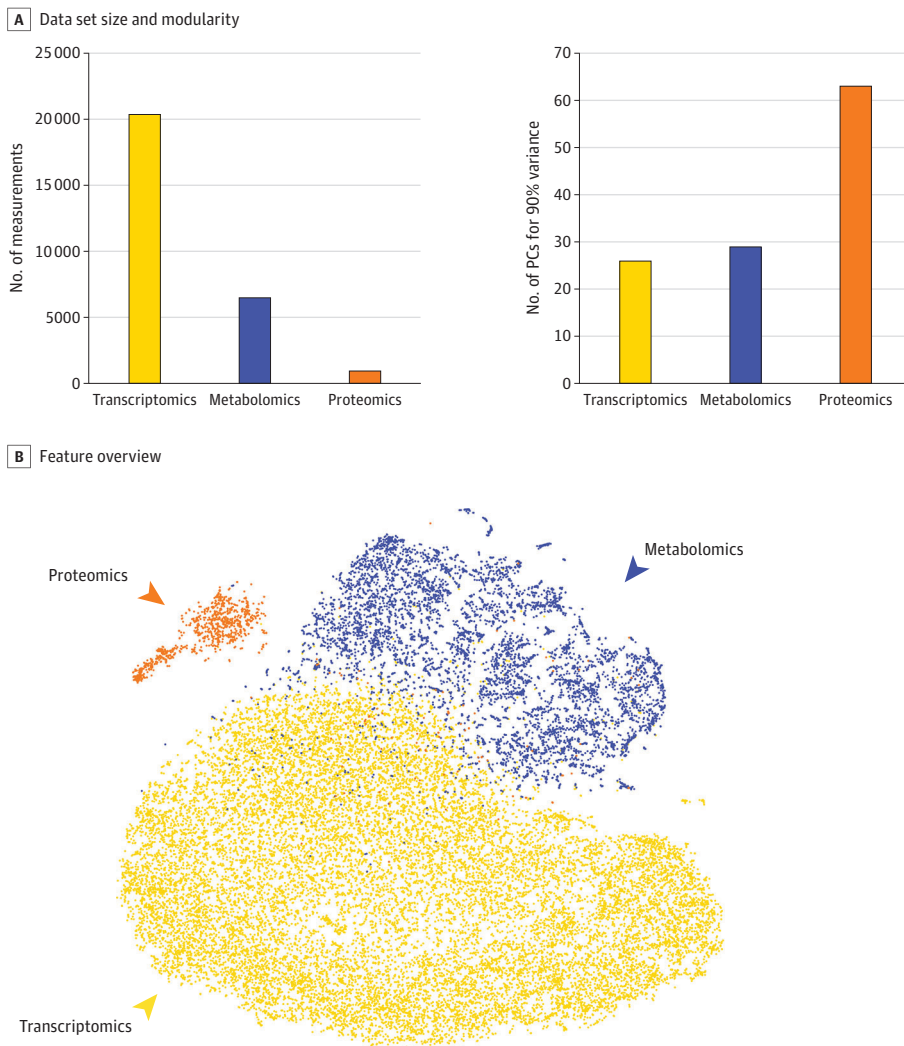 A Data set size and modularity
25 000
20 000
15 000
10 000
5000
0
No. of measurements
Transcriptomics Metabolomics Proteomics
70
60
50
40
30
20
10
0
No. of PCs for 90% variance
Transcriptomics Metabolomics Proteomics
B Feature overview
Metabolomics
Proteomics
Transcriptomics